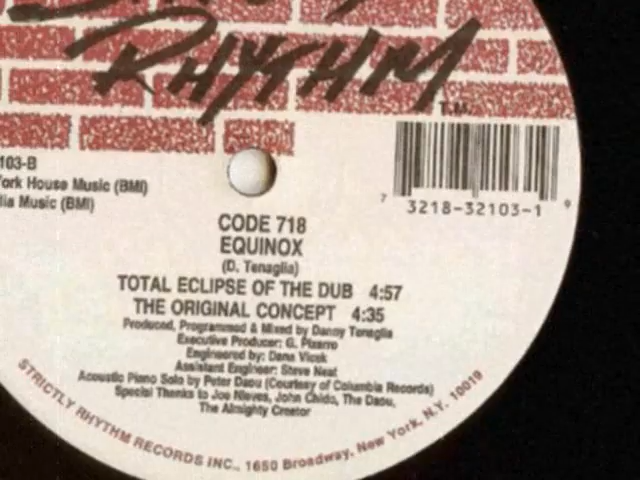 RHYTHM
T.M.
103-B
ork House Music (BMI)
lia Music (BMI)
7 3218-32103-1 9
CODE 718
EQUINOX
(D. Tenaglia)
TOTAL ECLIPSE OF THE DUB 4:57
THE ORIGINAL CONCEPT 4:35
Produced, Programmed & Mixed by Danny Tenaglia
Executive Producer: G. Pizarro
Engineered by: Dana Vlcek
Assistant Engineer: Steve Neat
Acoustic Piano Solo by Peter Daou (Courtesy of Columbia Records)
Special Thanks to Joe Nieves, John Chido, The Daou,
The Almighty Creator
STRICTLY RHYTHM RECORDS INC., 1650 Broadway, New York, N.Y. 10019